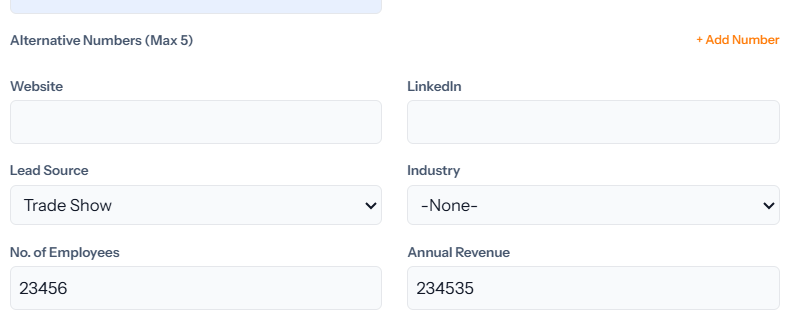 Alternative Numbers (Max 5) + Add Number
Website LinkedIn
Lead Source Industry
Trade Show -None-
No. of Employees Annual Revenue
23456 234535